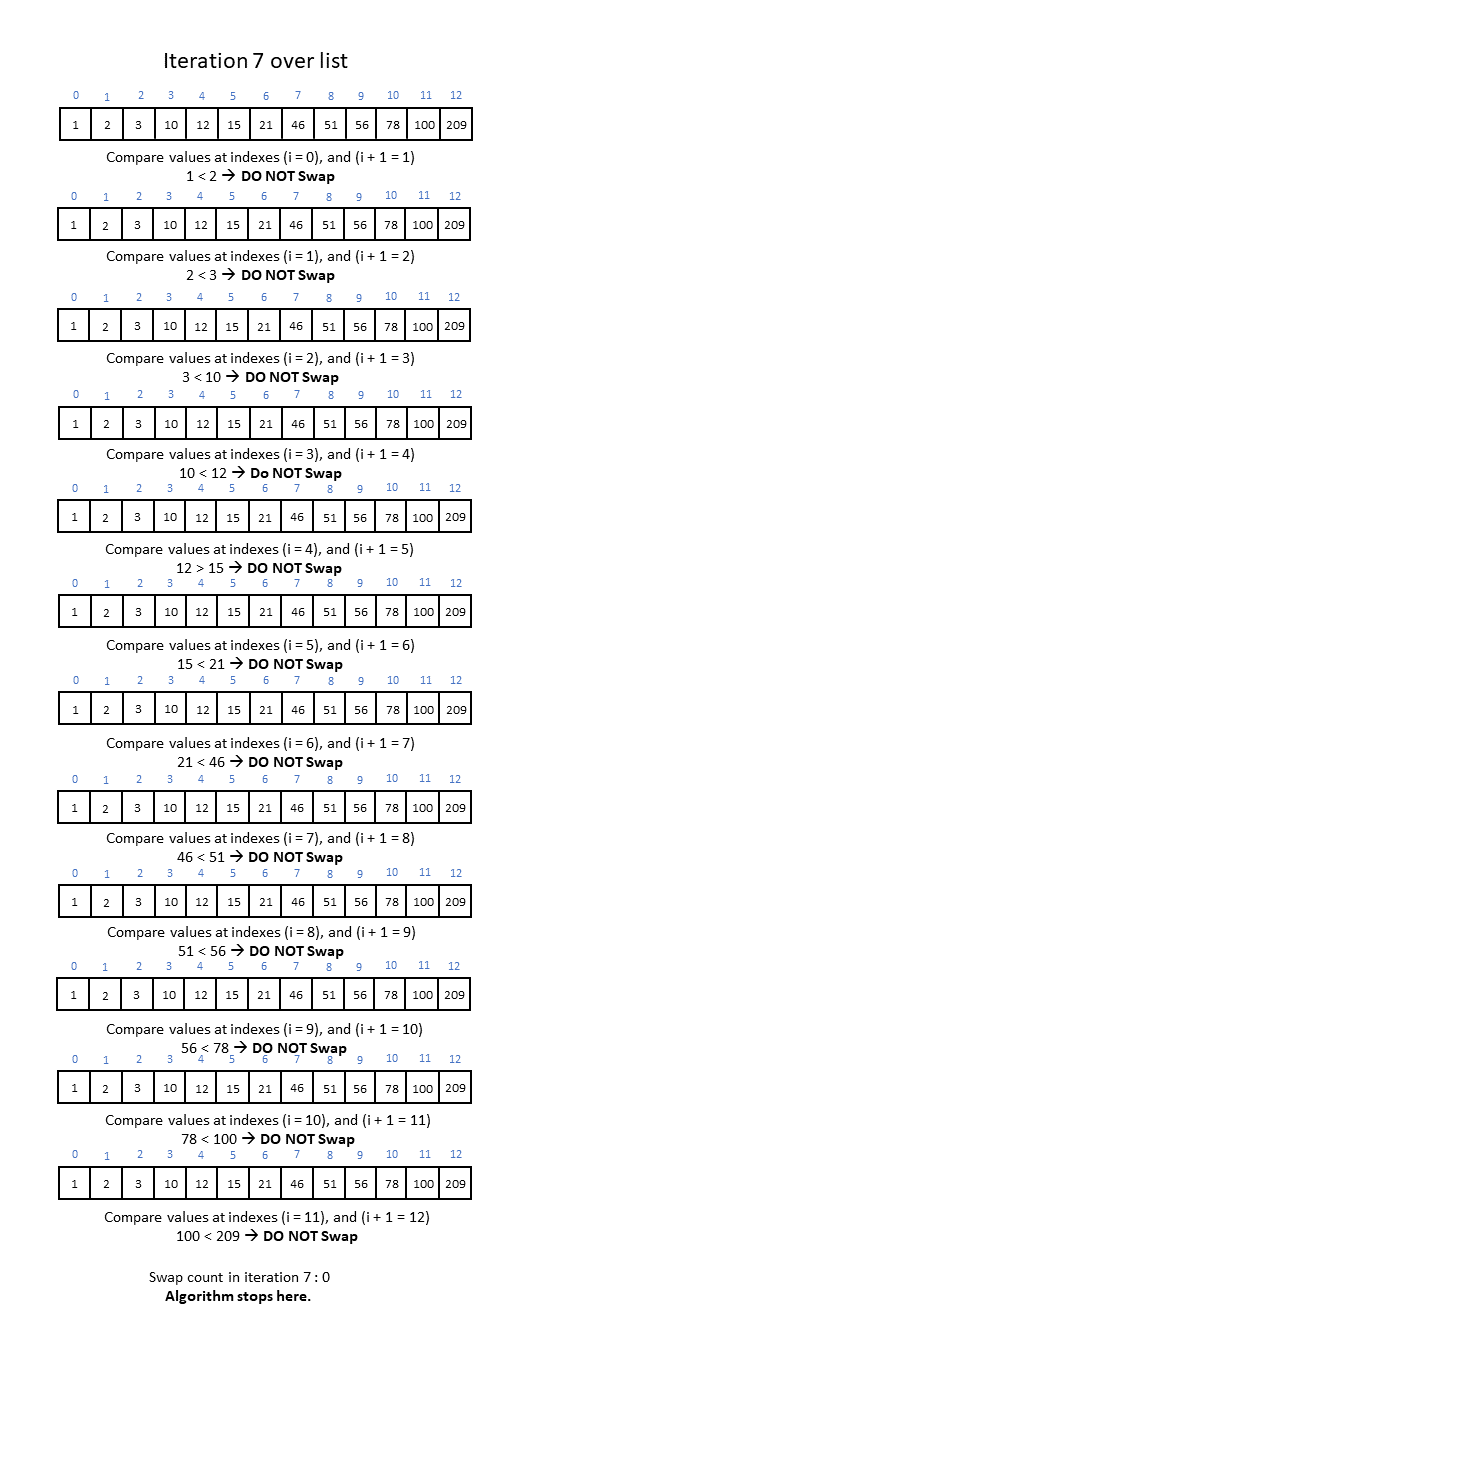 Iteration 7 over list
0 1 2 3 4 5 6 7 8 9 10 11 12
1 2 3 10 12 15 21 46 51 56 78 100 209
Compare values at indexes (i = 0), and (i + 1 = 1)
1 < 2 → DO NOT Swap
0 1 2 3 4 5 6 7 8 9 10 11 12
1 2 3 10 12 15 21 46 51 56 78 100 209
Compare values at indexes (i = 1), and (i + 1 = 2)
2 < 3 → DO NOT Swap
0 1 2 3 4 5 6 7 8 9 10 11 12
1 2 3 10 12 15 21 46 51 56 78 100 209
Compare values at indexes (i = 2), and (i + 1 = 3)
3 < 10 → DO NOT Swap
0 1 2 3 4 5 6 7 8 9 10 11 12
1 2 3 10 12 15 21 46 51 56 78 100 209
Compare values at indexes (i = 3), and (i + 1 = 4)
10 < 12 → Do NOT Swap
0 1 2 3 4 5 6 7 8 9 10 11 12
1 2 3 10 12 15 21 46 51 56 78 100 209
Compare values at indexes (i = 4), and (i + 1 = 5)
12 > 15 → DO NOT Swap
0 1 2 3 4 5 6 7 8 9 10 11 12
1 2 3 10 12 15 21 46 51 56 78 100 209
Compare values at indexes (i = 5), and (i + 1 = 6)
15 < 21 → DO NOT Swap
0 1 2 3 4 5 6 7 8 9 10 11 12
1 2 3 10 12 15 21 46 51 56 78 100 209
Compare values at indexes (i = 6), and (i + 1 = 7)
21 < 46 → DO NOT Swap
0 1 2 3 4 5 6 7 8 9 10 11 12
1 2 3 10 12 15 21 46 51 56 78 100 209
Compare values at indexes (i = 7), and (i + 1 = 8)
46 < 51 → DO NOT Swap
0 1 2 3 4 5 6 7 8 9 10 11 12
1 2 3 10 12 15 21 46 51 56 78 100 209
Compare values at indexes (i = 8), and (i + 1 = 9)
51 < 56 → DO NOT Swap
0 1 2 3 4 5 6 7 8 9 10 11 12
1 2 3 10 12 15 21 46 51 56 78 100 209
Compare values at indexes (i = 9), and (i + 1 = 10)
56 < 78 → DO NOT Swap
0 1 2 3 4 5 6 7 8 9 10 11 12
1 2 3 10 12 15 21 46 51 56 78 100 209
Compare values at indexes (i = 10), and (i + 1 = 11)
78 < 100 → DO NOT Swap
0 1 2 3 4 5 6 7 8 9 10 11 12
1 2 3 10 12 15 21 46 51 56 78 100 209
Compare values at indexes (i = 11), and (i + 1 = 12)
100 < 209 → DO NOT Swap
Swap count in iteration 7 : 0
Algorithm stops here.